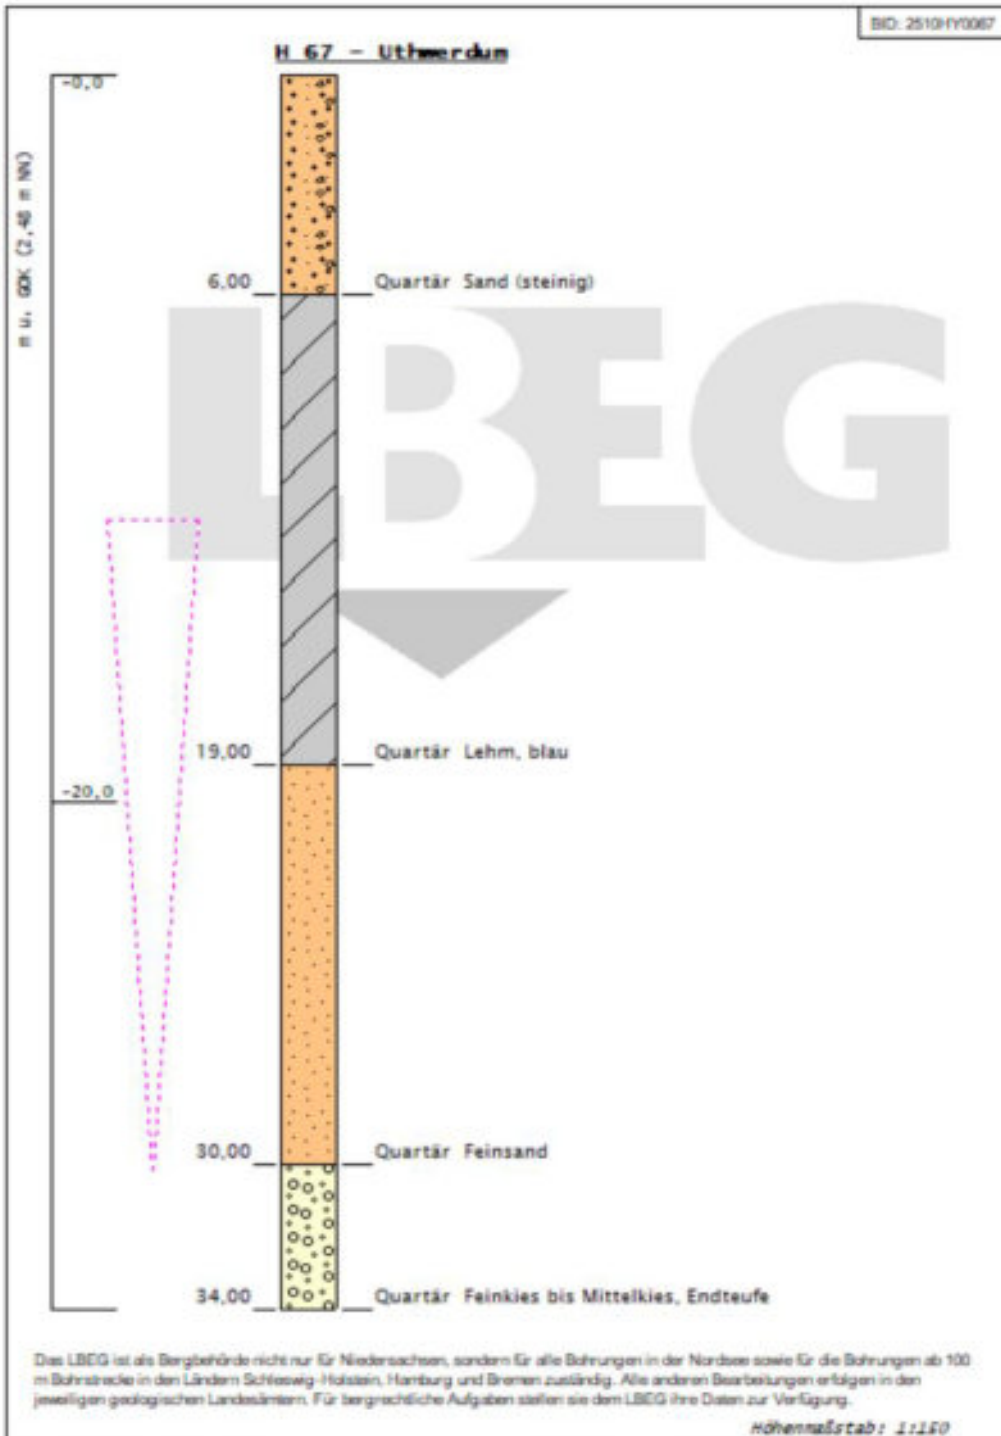 BID: 2510HY0067
H 67 - Uthwerdum
-0,0
m u. GOK (2,48 m NN)
6,00 Quartär Sand (steinig)
LBEG
19,00 Quartär Lehm, blau
-20,0
30,00 Quartär Feinsand
34,00 Quartär Feinkies bis Mittelkies, Endteufe
Das LBEG ist als Bergbehörde nicht nur für Niedersachsen, sondern für alle Bohrungen in der Nordsee sowie für die Bohrungen ab 100
m Bohrstrecke in den Ländern Schleswig-Holstein, Hamburg und Bremen zuständig. Alle anderen Bearbeitungen erfolgen in den
jeweiligen geologischen Landesämtern. Für bergrechtliche Aufgaben stellen sie dem LBEG ihre Daten zur Verfügung.
Höhenmaßstab: 1:150